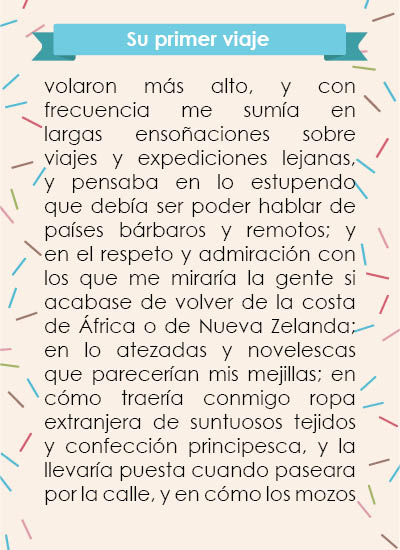 Su primer viaje
volaron más alto, y con
frecuencia me sumía en
largas ensoñaciones sobre
viajes y expediciones lejanas,
y pensaba en lo estupendo
que debía ser poder hablar de
países bárbaros y remotos; y
en el respeto y admiración con
los que me miraría la gente si
acabase de volver de la costa
de África o de Nueva Zelanda;
en lo atezadas y novelescas
que parecerían mis mejillas; en
cómo traería conmigo ropa
extranjera de suntuosos tejidos
y confección principesca, y la
llevaría puesta cuando paseara
por la calle, y en cómo los mozos